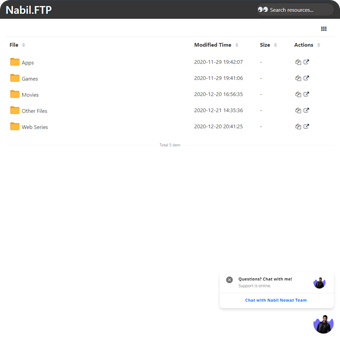 Nabil.FTP
Search resources...
File Modified Time Size Actions
Apps 2020-11-29 19:42:07 -
Games 2020-11-29 19:41:06 -
Movies 2020-12-20 16:56:35 -
Other Files 2020-12-21 14:35:36 -
Web Series 2020-12-20 20:41:25 -
Total 5 item
Questions? Chat with me!
Support is online
Chat with Nabil Newaz Team